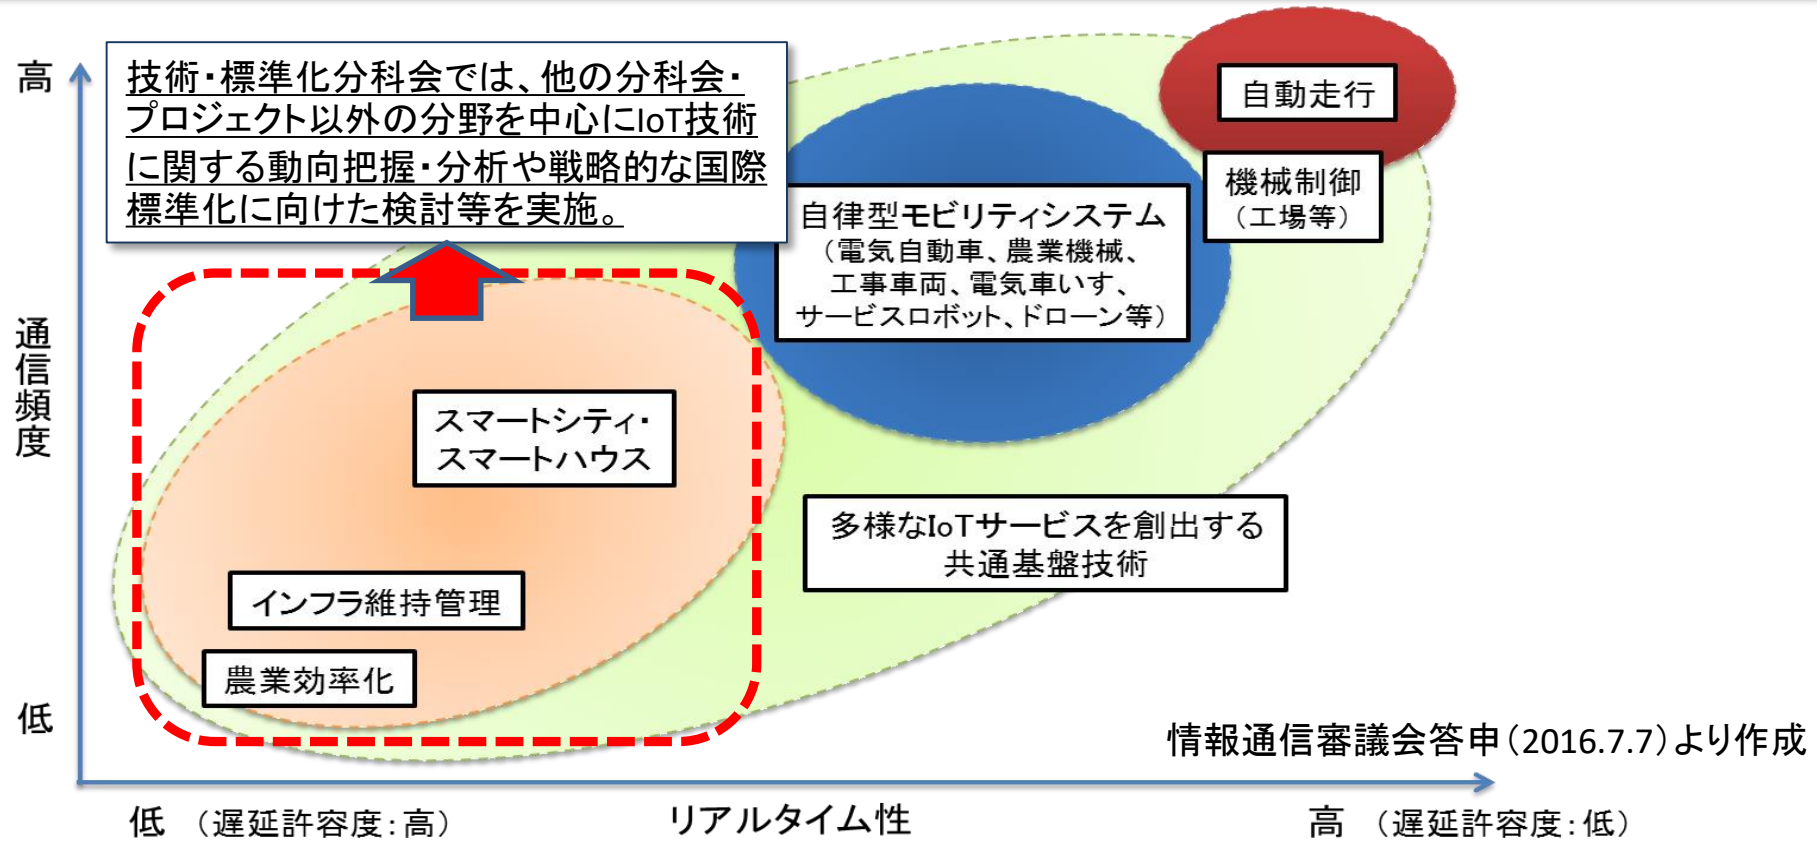 高
技術・標準化分科会では、他の分科会・
プロジェクト以外の分野を中心にIoT技術
に関する動向把握・分析や戦略的な国際
標準化に向けた検討等を実施。
自動走行
機械制御
（工場等）
自律型モビリティシステム
（電気自動車、農業機械、
工事車両、電気車いす、
サービスロボット、ドローン等）
通信頻度
スマートシティ・
スマートハウス
多様なIoTサービスを創出する
共通基盤技術
インフラ維持管理
農業効率化
低
情報通信審議会答申（2016.7.7）より作成
低 （遅延許容度：高）
リアルタイム性
高 （遅延許容度：低）